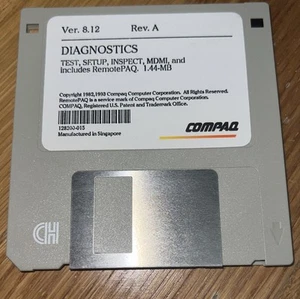 Ver. 8.12 Rev. A
DIAGNOSTICS
TEST, SETUP, INSPECT, MDMI, and
includes RemotePAQ. 1.44-MB
Copyright 1982,1993 Compaq Computer Corporation. All Rights Reserved.
RemotePAQ is a service mark of Compaq Computer Corporation.
COMPAQ, Registered U.S. Patent and Trademark Office.
Manufactured in Singapore
COMPAQ